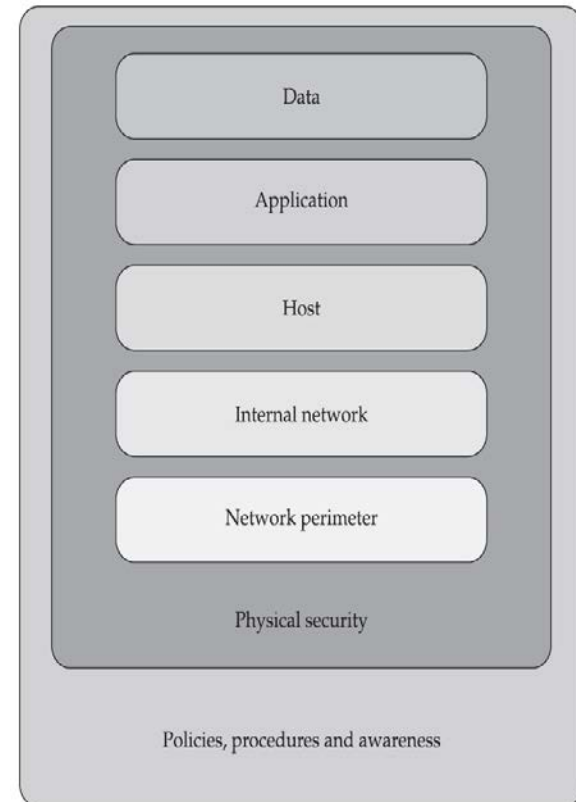 Data
Application
Host
Internal network
Network perimeter
Physical security
Policies, procedures and awareness